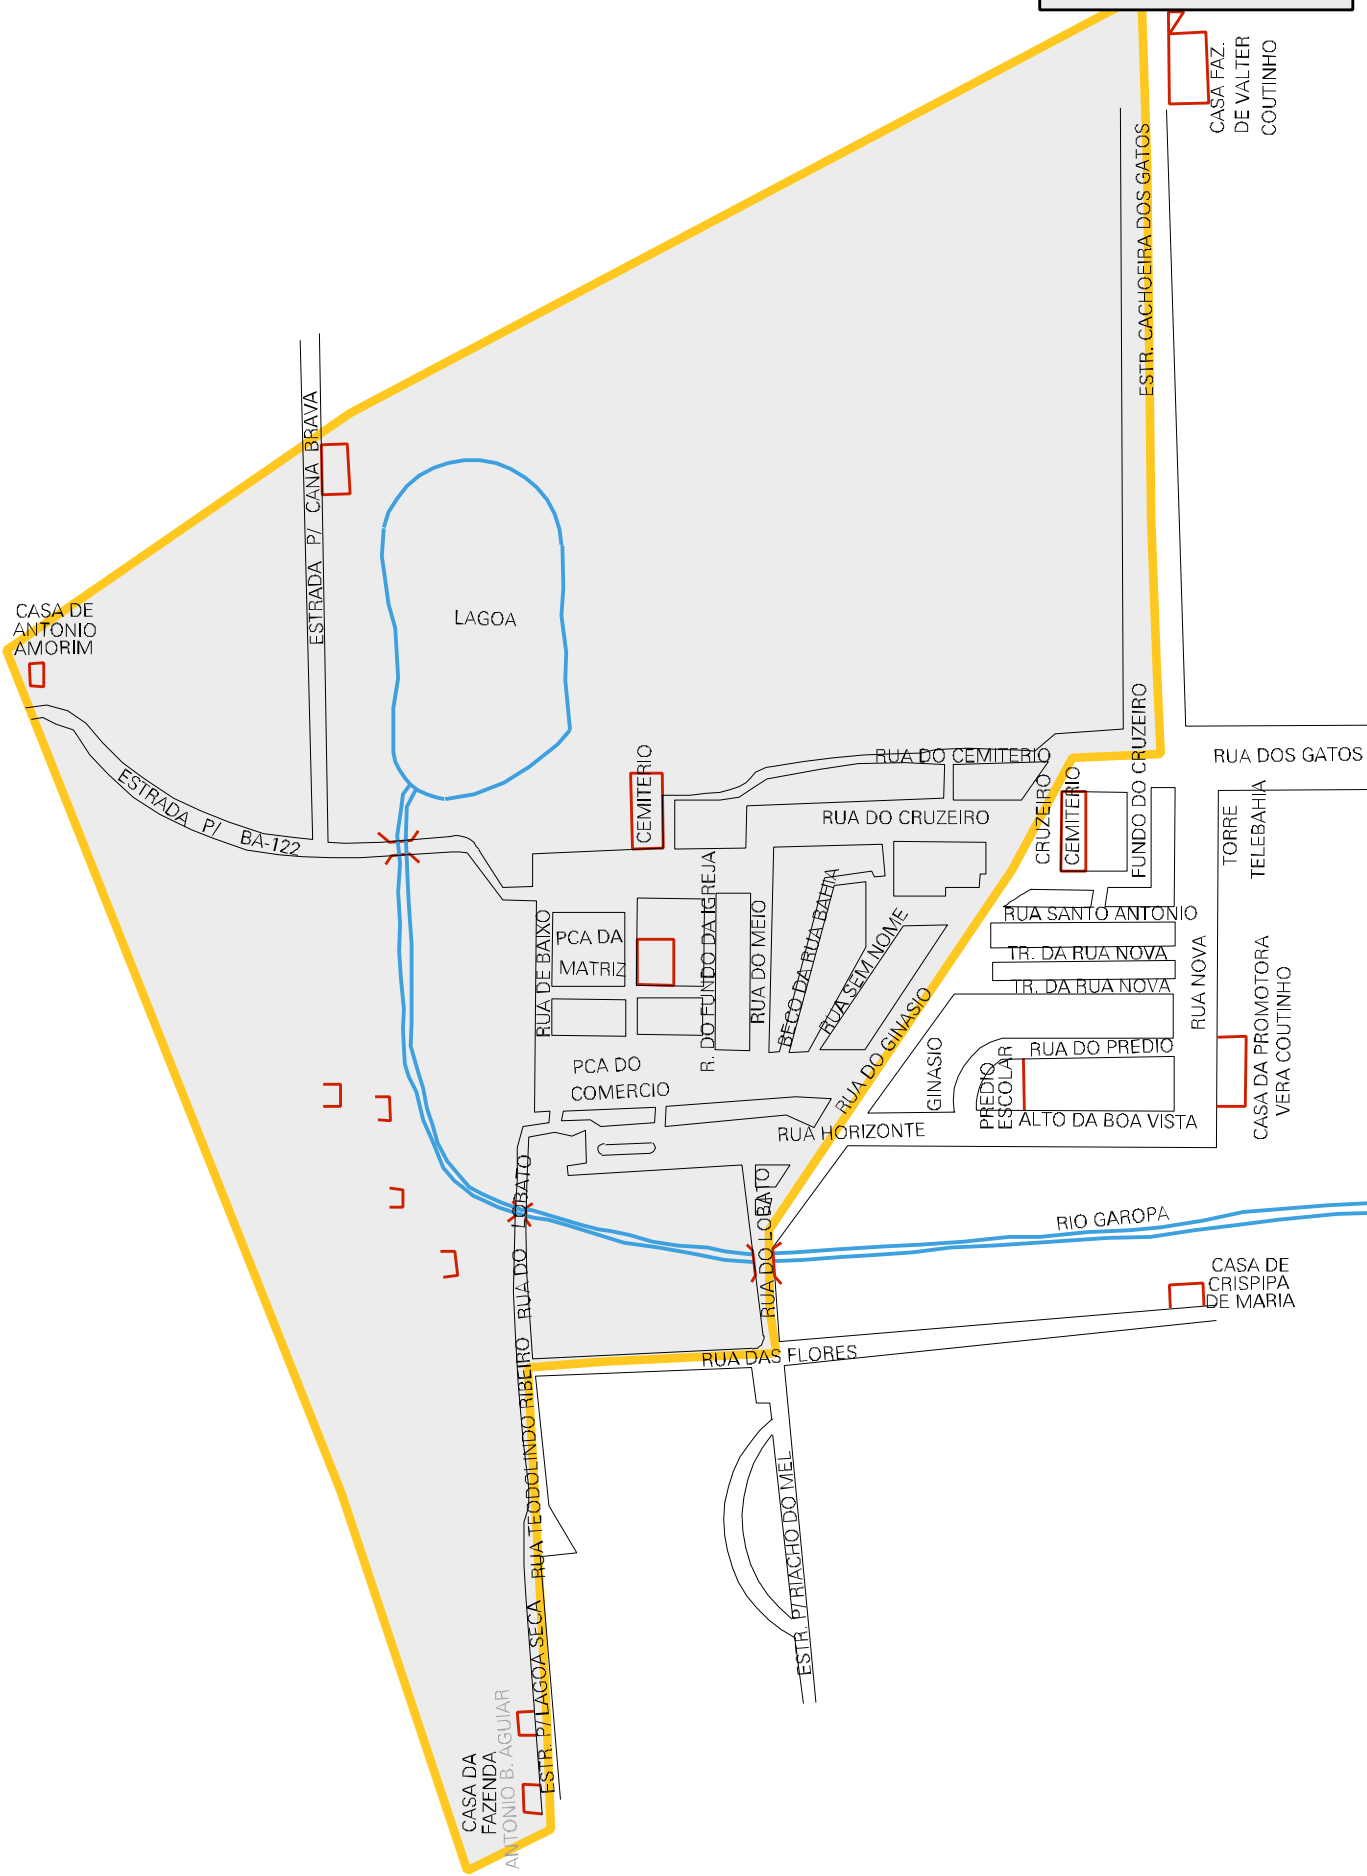 CASA FAZ.
DE VALTER
COUTINHO
ESTR. CACHOEIRA DOS GATOS
ESTRADA P/ CANA BRAVA
CASA DE
ANTONIO
AMORIM
LAGOA
ESTRADA P/ BA-122
CEMITERIO
RUA DO CEMITERIO
RUA DO CRUZEIRO
CRUZEIRO
CEMITERIO
FUNDO DO CRUZEIRO
RUA DOS GATOS
TORRE
TELEBAHIA
RUA DE BAIXO
PCA DA
MATRIZ
R. DO FUNDO DA IGREJA
RUA DO MEIO
BECO DA RUA BAHIA
RUA SEM NOME
RUA DO GINASIO
RUA SANTO ANTONIO
TR. DA RUA NOVA
TR. DA RUA NOVA
RUA NOVA
CASA DA PROMOTORA
VERA COUTINHO
GINASIO
RUA DO PREDIO
PREDIO
ESCOLAR
ALTO DA BOA VISTA
PCA DO
COMERCIO
RUA HORIZONTE
RUA DO LOBATO
RUA DO LOBATO
RIO GAROPA
CASA DE
CRISPIPA
DE MARIA
RUA DAS FLORES
RUA TEODOLINDO RIBEIRO
ESTR. P/ RIACHO DO MEL
ESTR. P/ LAGOA SECA
CASA DA
FAZENDA
ANTONIO B. AGUIAR